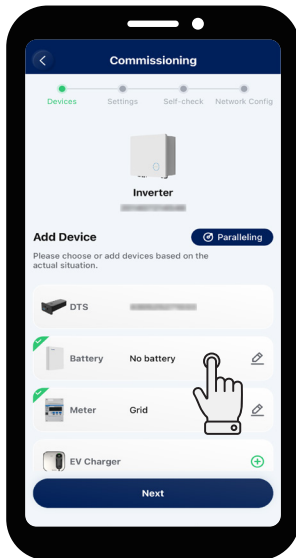 Commissioning
Devices Settings Self-check Network Config
Inverter
Add Device
Paralleling
Please choose or add devices based on the
actual situation.
DTS
Battery No battery
Meter Grid
EV Charger
Next